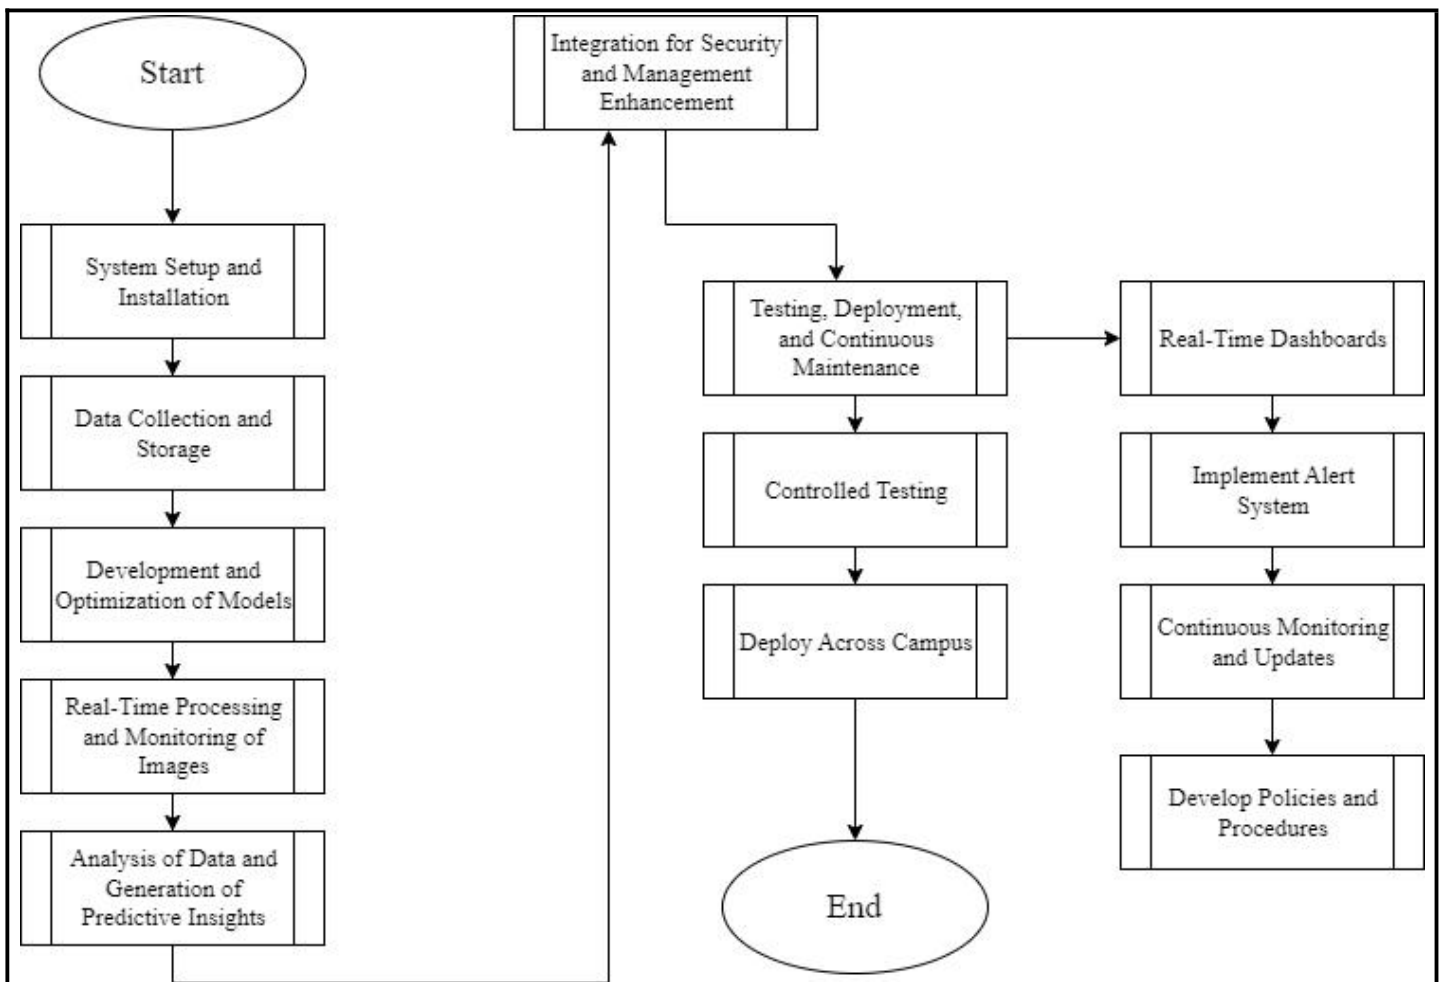 Start
System Setup and
Installation
Data Collection and
Storage
Development and
Optimization of Models
Real-Time Processing
and Monitoring of
Images
Analysis of Data and
Generation of
Predictive Insights
Integration for Security
and Management
Enhancement
Testing, Deployment,
and Continuous
Maintenance
Controlled Testing
Deploy Across Campus
End
Real-Time Dashboards
Implement Alert
System
Continuous Monitoring
and Updates
Develop Policies and
Procedures